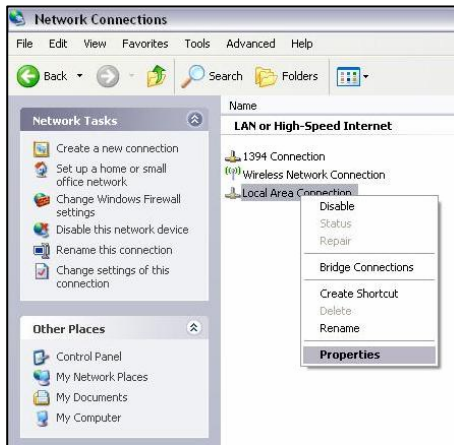 Network Connections
File Edit View Favorites Tools Advanced Help
Back Search Folders
Network Tasks
Create a new connection
Set up a home or small
office network
Change Windows Firewall
settings
Disable this network device
Rename this connection
Change settings of this
connection
Other Places
Control Panel
My Network Places
My Documents
My Computer
Name
LAN or High-Speed Internet
1394 Connection
Wireless Network Connection
Local Area Connection
Disable
Status
Repair
Bridge Connections
Create Shortcut
Delete
Rename
Properties